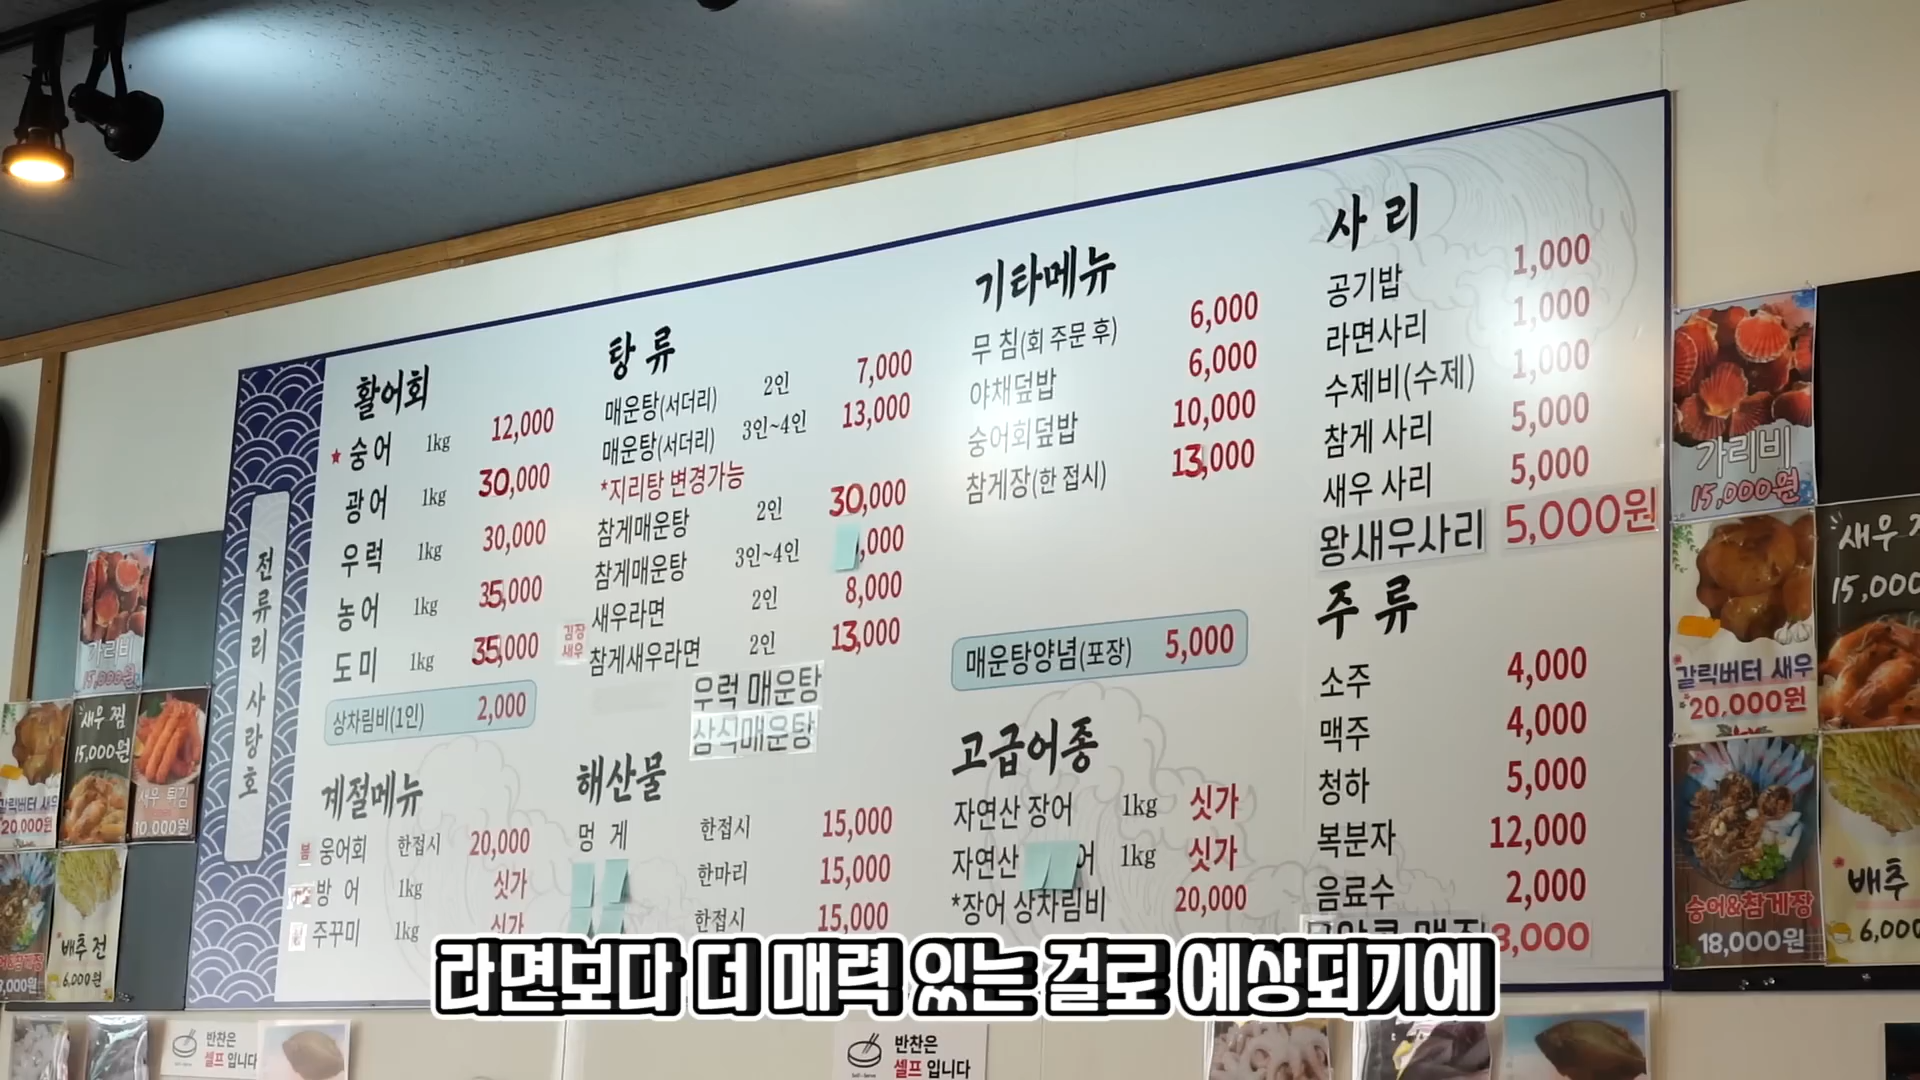 전류리 사랑호
활어회
★숭어 1kg 12,000
광어 1kg 30,000
우럭 1kg 30,000
농어 1kg 35,000
도미 1kg 35,000
상차림비(1인) 2,000
계절메뉴
봄 웅어회 한접시 20,000
방 어 1kg 싯가
주꾸미 1kg 싯가
탕 류
매운탕(서더리) 2인 7,000
매운탕(서더리) 3인~4인 13,000
*지리탕 변경가능
참게매운탕 2인 30,000
참게매운탕 3인~4인 ,000
새우라면 2인 8,000
김장새우
참게새우라면 2인 13,000
우럭 매운탕
삼식매운탕
해산물
멍 게 한접시 15,000
한마리 15,000
한접시 15,000
기타메뉴
무 침(회 주문 후) 6,000
야채덮밥 6,000
숭어회덮밥 10,000
참게장(한 접시) 13,000
매운탕양념(포장) 5,000
고급어종
자연산 장어 1kg 싯가
자연산 어 1kg 싯가
*장어 상차림비 20,000
사 리
공기밥 1,000
라면사리 1,000
수제비(수제) 1,000
참게 사리 5,000
새우 사리 5,000
왕새우사리 5,000원
주 류
소주 4,000
맥주 4,000
청하 5,000
복분자 12,000
음료수 2,000
3,000
가리비
15,000원
갈릭버터 새우
20,000원
새우 찜
15,000원
새우 튀김
10,000원
배추 전
6,000원
가리비
15,000원
갈릭버터 새우
20,000원
새우
15,000
숭어&참게장
18,000원
배추
6,000
라면보다 더 매력 있는 걸로 예상되기에
반찬은
셀프 입니다
반찬은
셀프 입니다